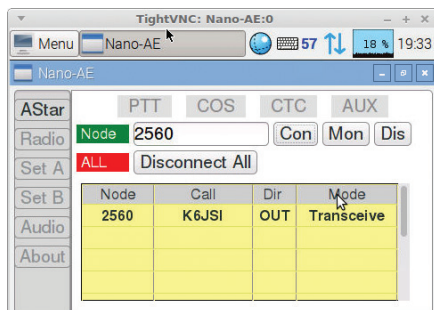 TightVNC: Nano-AE:0
Menu Nano-AE 57 18 % 19:33
Nano-AE
AStar PTT COS CTC AUX
Radio Node 2560 Con Mon Dis
Set A ALL Disconnect All
Set B Node Call Dir Mode
Audio 2560 K6JSI OUT Transceive
About